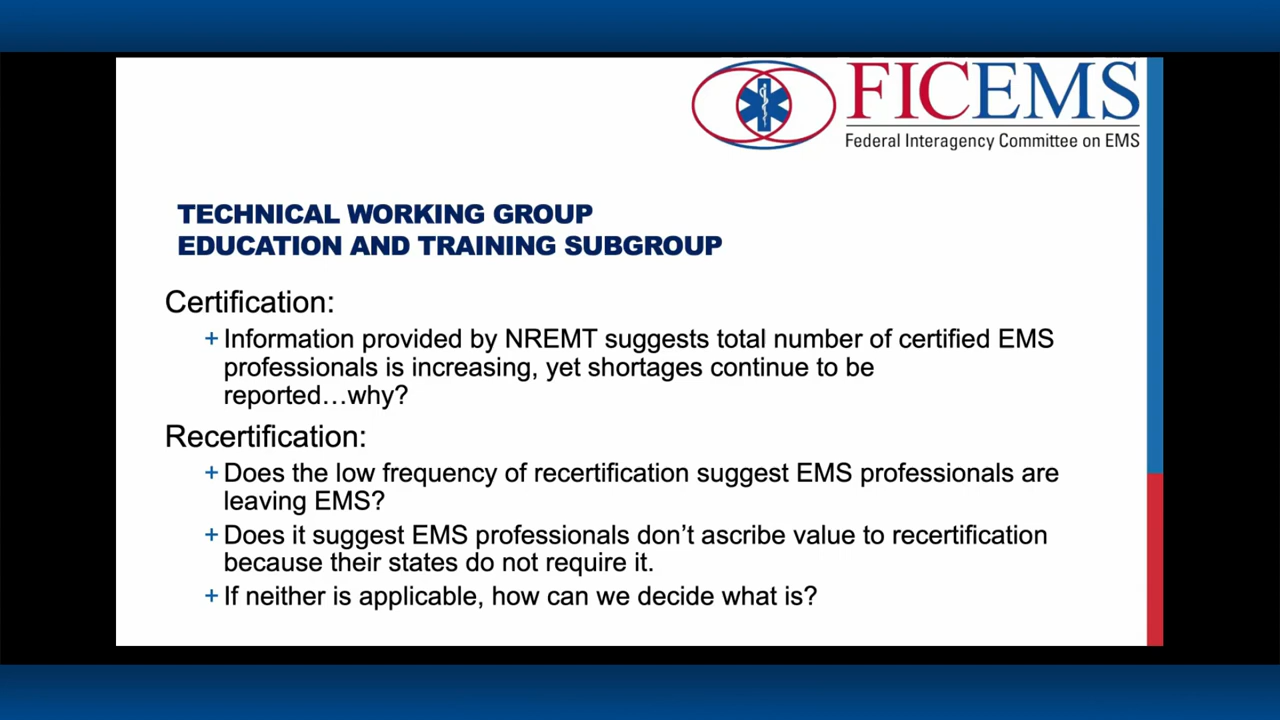 FICEMS
Federal Interagency Committee on EMS
TECHNICAL WORKING GROUP
EDUCATION AND TRAINING SUBGROUP
Certification:
+ Information provided by NREMT suggests total number of certified EMS
professionals is increasing, yet shortages continue to be
reported…why?
Recertification:
+ Does the low frequency of recertification suggest EMS professionals are
leaving EMS?
+ Does it suggest EMS professionals don’t ascribe value to recertification
because their states do not require it.
+ If neither is applicable, how can we decide what is?